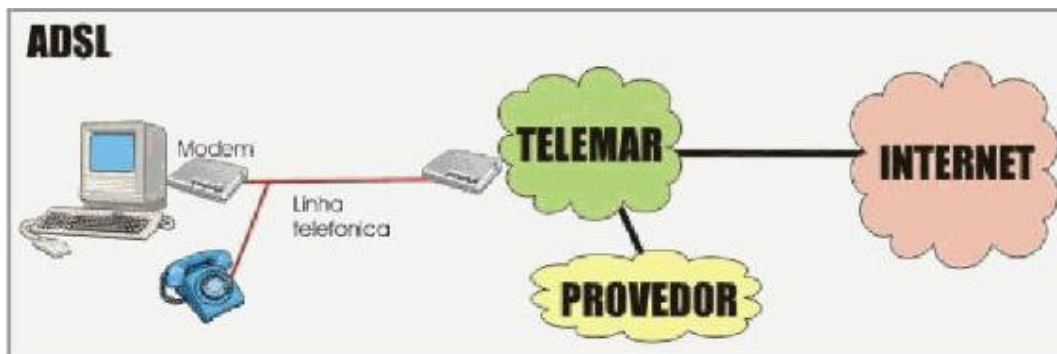 ADSL
Modem
Linha
telefonica
TELEMAR
INTERNET
PROVEDOR